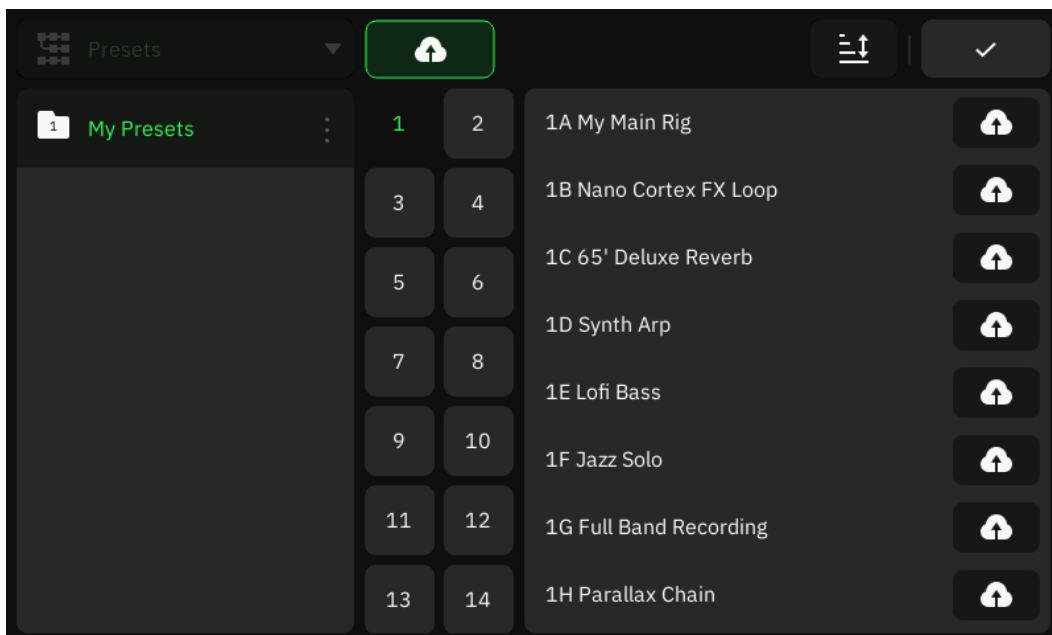 Presets
1 My Presets
1 2
3 4
5 6
7 8
9 10
11 12
13 14
1A My Main Rig
1B Nano Cortex FX Loop
1C 65' Deluxe Reverb
1D Synth Arp
1E Lofi Bass
1F Jazz Solo
1G Full Band Recording
1H Parallax Chain